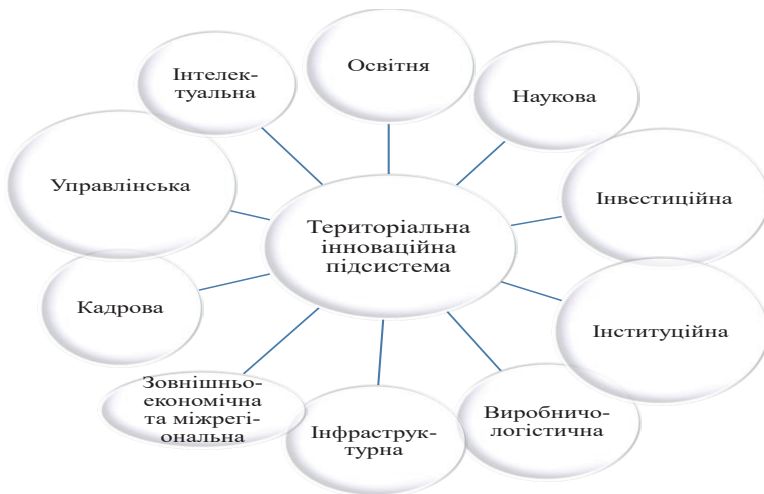 Освітня
Наукова
Інвестиційна
Інституційна
Виробничо-
логістична
Інфраструк-
турна
Зовнішньо-
економічна
та міжрегі-
ональна
Кадрова
Управлінська
Інтелек-
туальна
Територіальна
інноваційна
підсистема